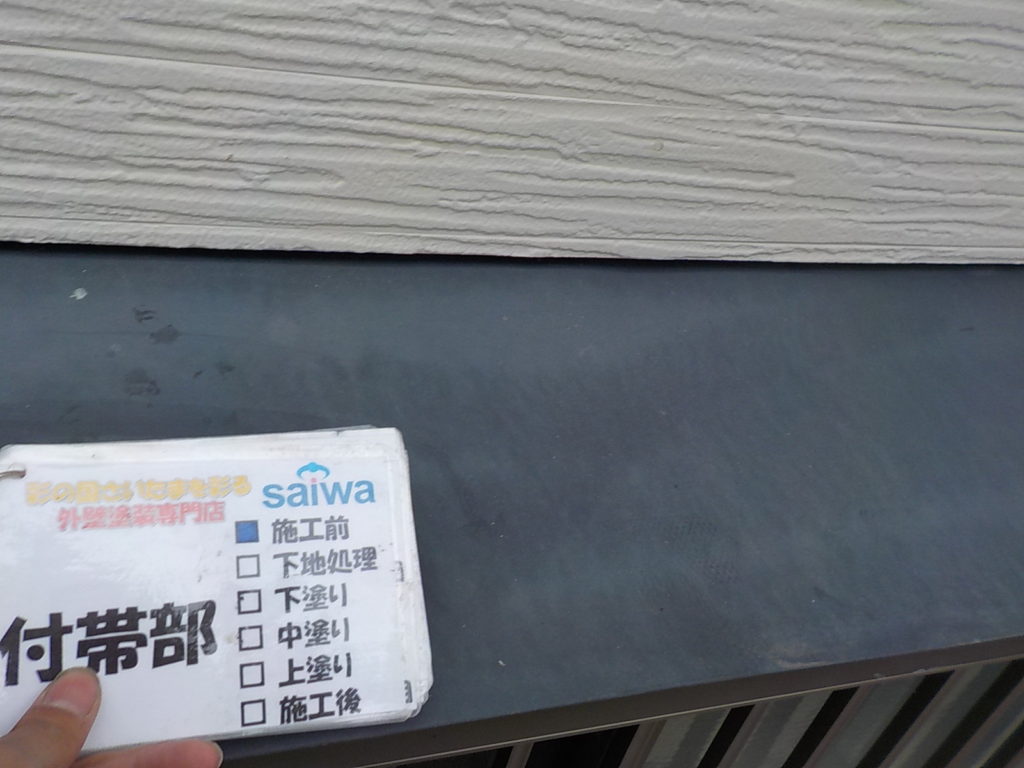 彩の国さいたまを彩る
外壁塗装専門店
saiwa
施工前
下地処理
下塗り
中塗り
上塗り
施工後
付帯部